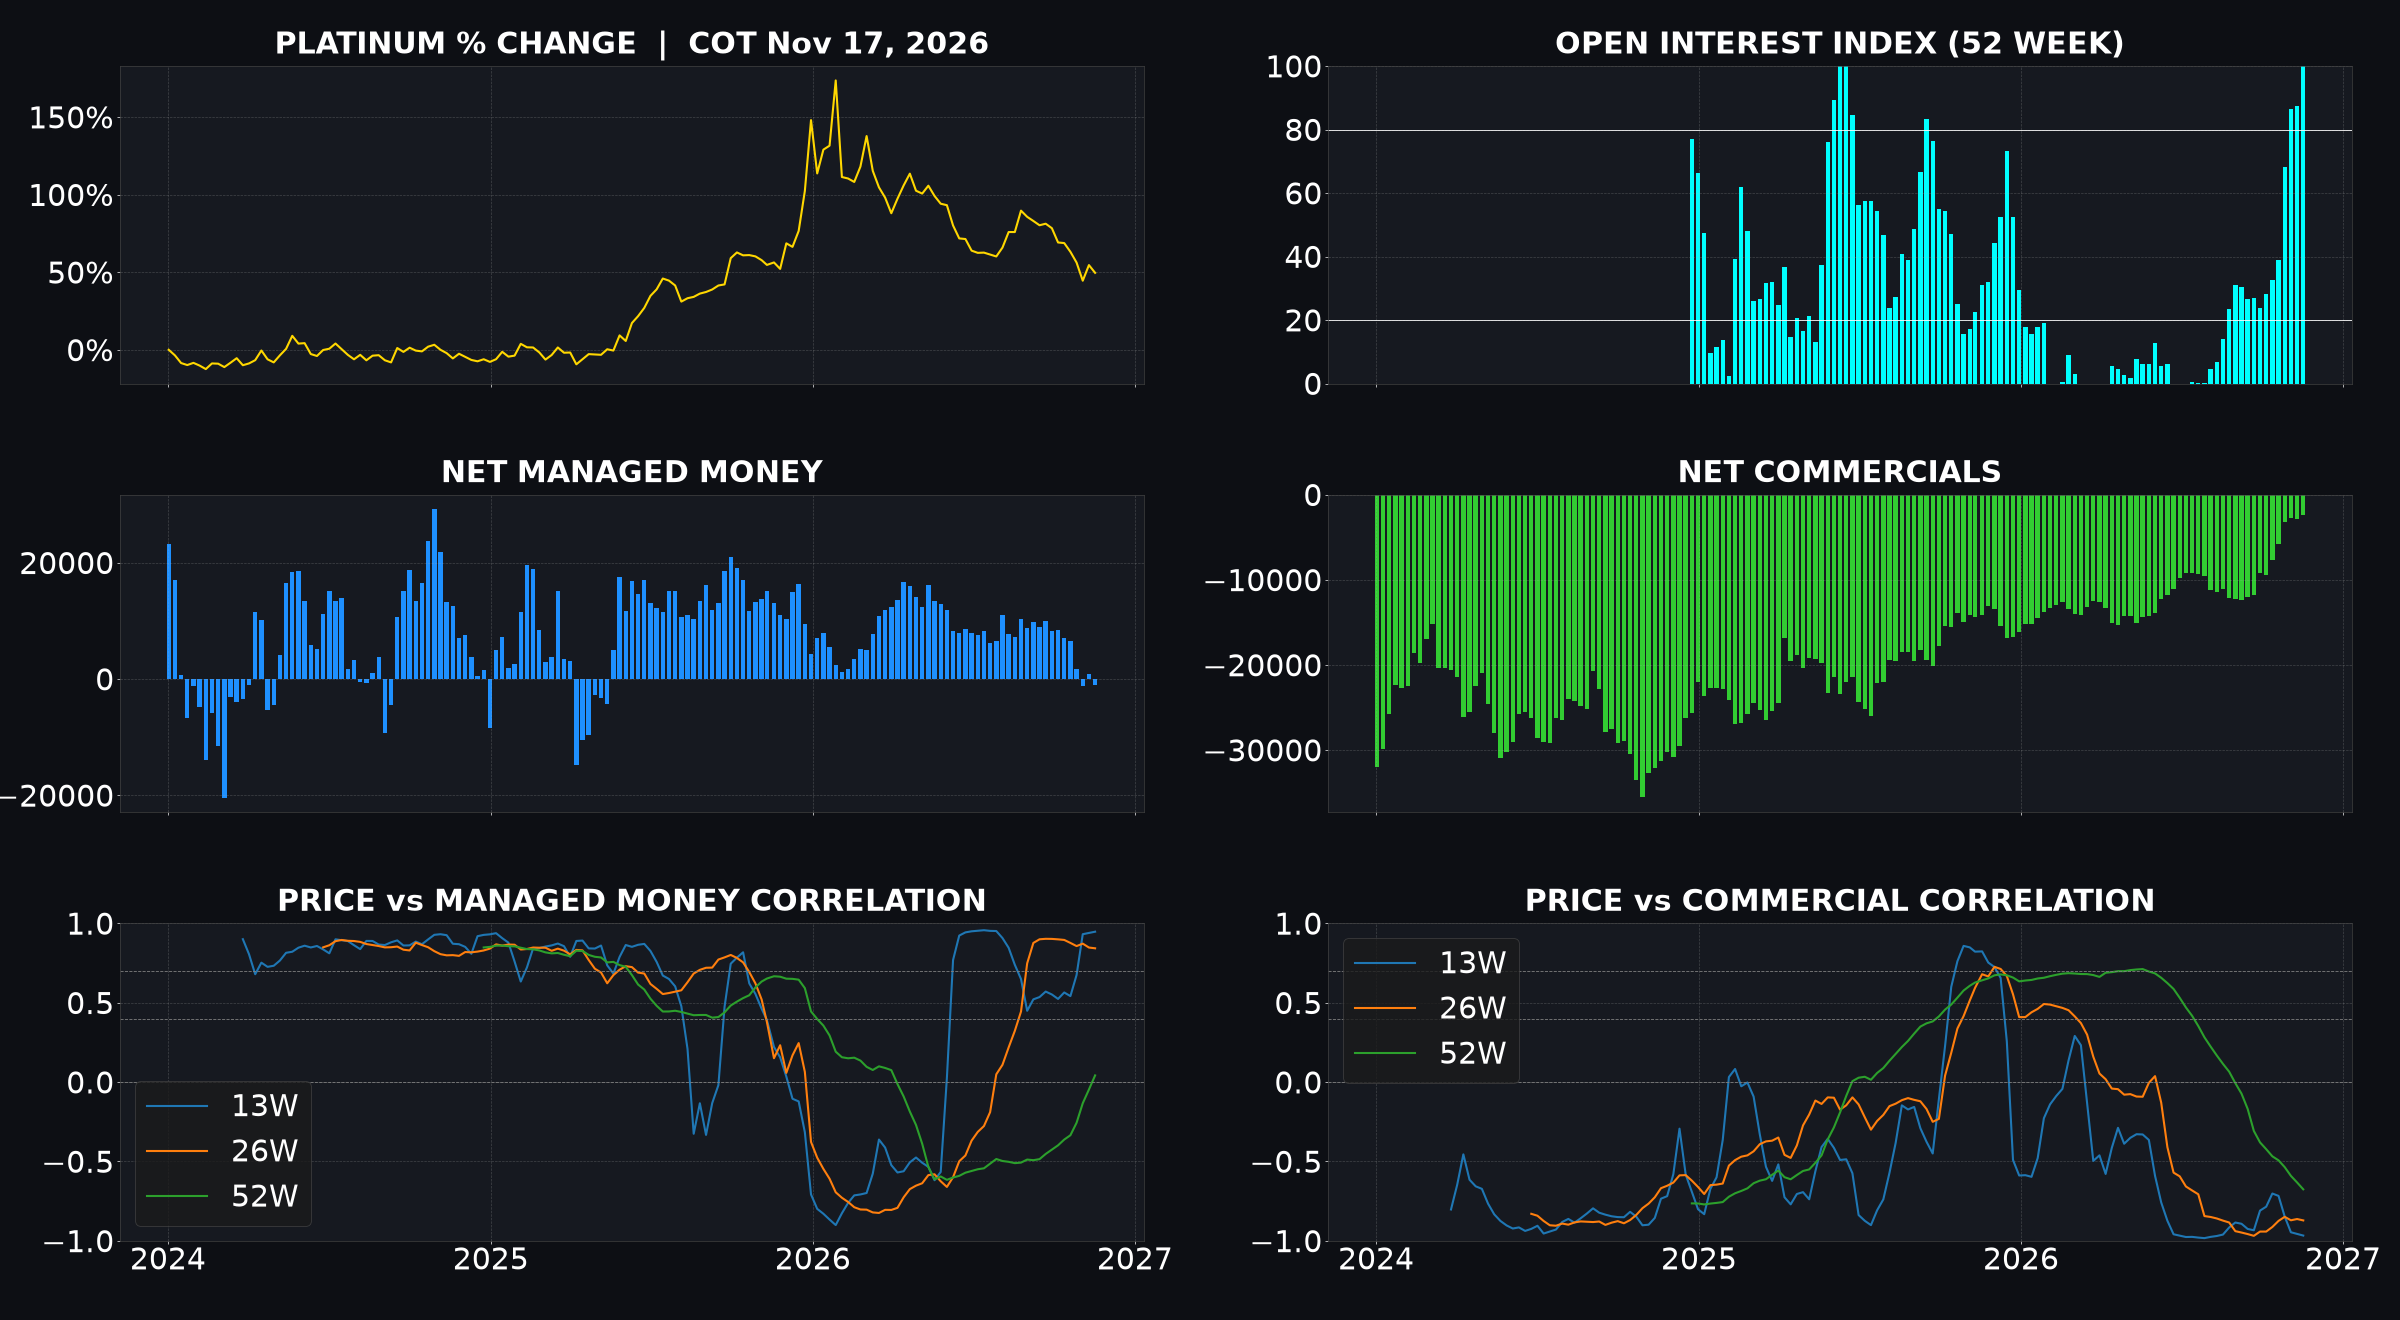 PLATINUM % CHANGE | COT Nov 17, 2026
150%
100%
50%
0%
OPEN INTEREST INDEX (52 WEEK)
100
80
60
40
20
0
NET MANAGED MONEY
20000
0
−20000
NET COMMERCIALS
0
−10000
−20000
−30000
PRICE vs MANAGED MONEY CORRELATION
1.0
0.5
0.0
−0.5
−1.0
13W
26W
52W
2024 2025 2026 2027
PRICE vs COMMERCIAL CORRELATION
1.0
0.5
0.0
−0.5
−1.0
13W
26W
52W
2024 2025 2026 2027